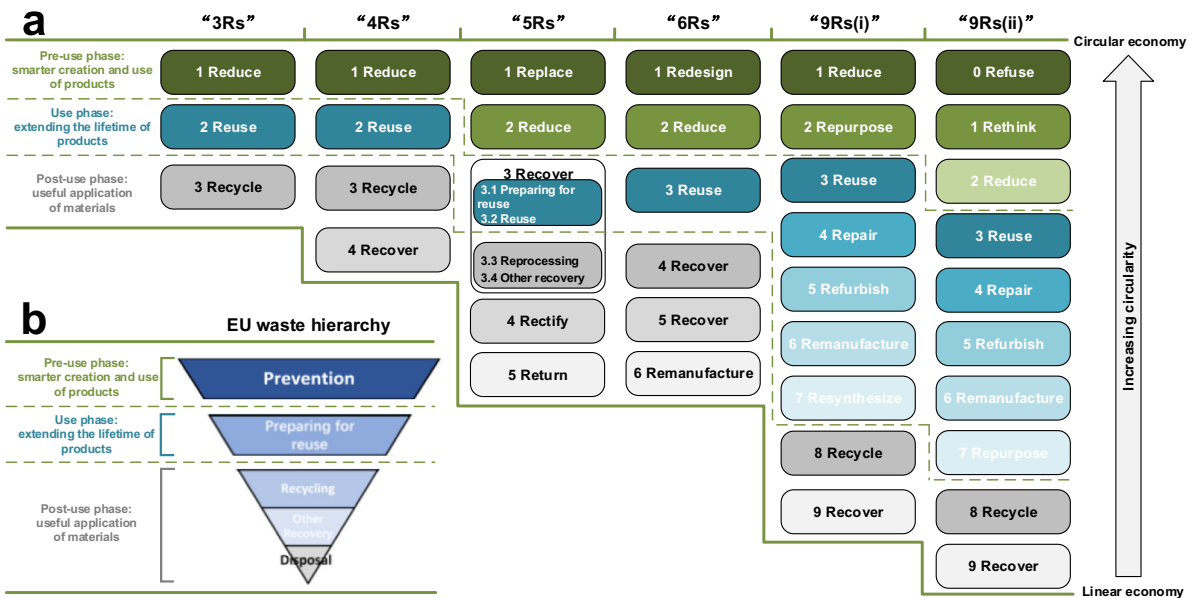 a
“3Rs”
“4Rs”
“5Rs”
“6Rs”
“9Rs(i)”
“9Rs(ii)”
Circular economy
Pre-use phase:
smarter creation and use
of products
1 Reduce
1 Reduce
1 Replace
1 Redesign
1 Reduce
0 Refuse
Use phase:
extending the lifetime of
products
2 Reuse
2 Reuse
2 Reduce
2 Reduce
2 Repurpose
1 Rethink
Post-use phase:
useful application
of materials
3 Recycle
3 Recycle
3 Recover
3.1 Preparing for
reuse
3.2 Reuse
3 Reuse
3 Reuse
2 Reduce
4 Recover
3.3 Reprocessing
3.4 Other recovery
4 Recover
4 Repair
3 Reuse
4 Rectify
5 Recover
5 Refurbish
4 Repair
5 Return
6 Remanufacture
6 Remanufacture
5 Refurbish
7 Resynthesize
6 Remanufacture
8 Recycle
7 Repurpose
9 Recover
8 Recycle
9 Recover
Increasing circularity
Linear economy
b
EU waste hierarchy
Pre-use phase:
smarter creation and use
of products
Prevention
Use phase:
extending the lifetime of
products
Preparing for
reuse
Post-use phase:
useful application
of materials
Recycling
Other
Recovery
Disposal